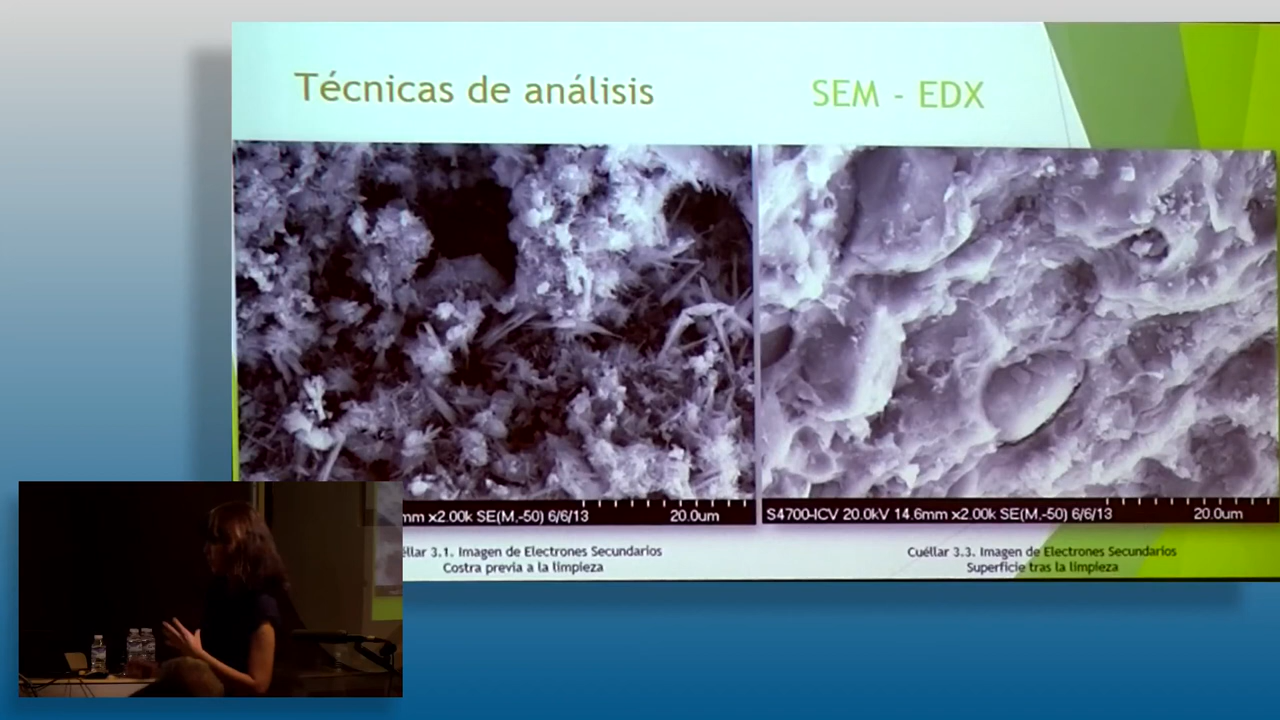 Técnicas de análisis
SEM - EDX
x2.00k SE(M,-50) 6/6/13
20.0um
S4700-ICV 20.0kV 14.6mm x2.00k SE(M,-50) 6/6/13
20.0um
3.1. Imagen de Electrones Secundarios
Costra previa a la limpieza
Cuéllar 3.3. Imagen de Electrones Secundarios
Superficie tras la limpieza